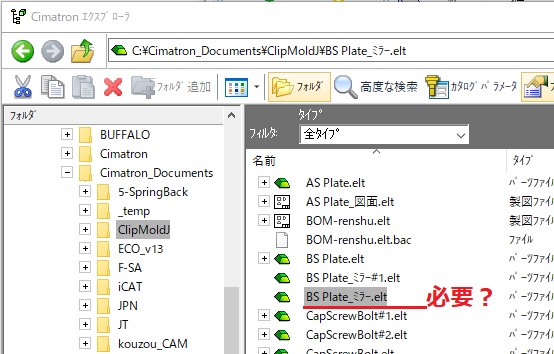 Cimatron エクスプローラ
C:¥Cimatron_Documents¥ClipMoldJ¥BS Plate_ミラー.elt
フォルダ 追加
フォルダ
高度な検索
カタログ パラメータ
フォルダ
BUFFALO
Cimatron
Cimatron_Documents
5-SpringBack
_temp
ClipMoldJ
ECO_v13
F-SA
iCAT
JPN
JT
kouzou_CAM
タイプ
フィルタ: 全タイプ
名前 タイプ
AS Plate.elt パーツファイ
AS Plate_図面.elt 製図ファイ
BOM-renshu.elt 製図ファイ
BOM-renshu.elt.bac ファイル
BS Plate.elt パーツファイ
BS Plate_ミラー#1.elt パーツファイ
BS Plate_ミラー.elt 必要？
CapScrewBolt#1.elt パーツファイ
CapScrewBolt#2.elt パーツファイ